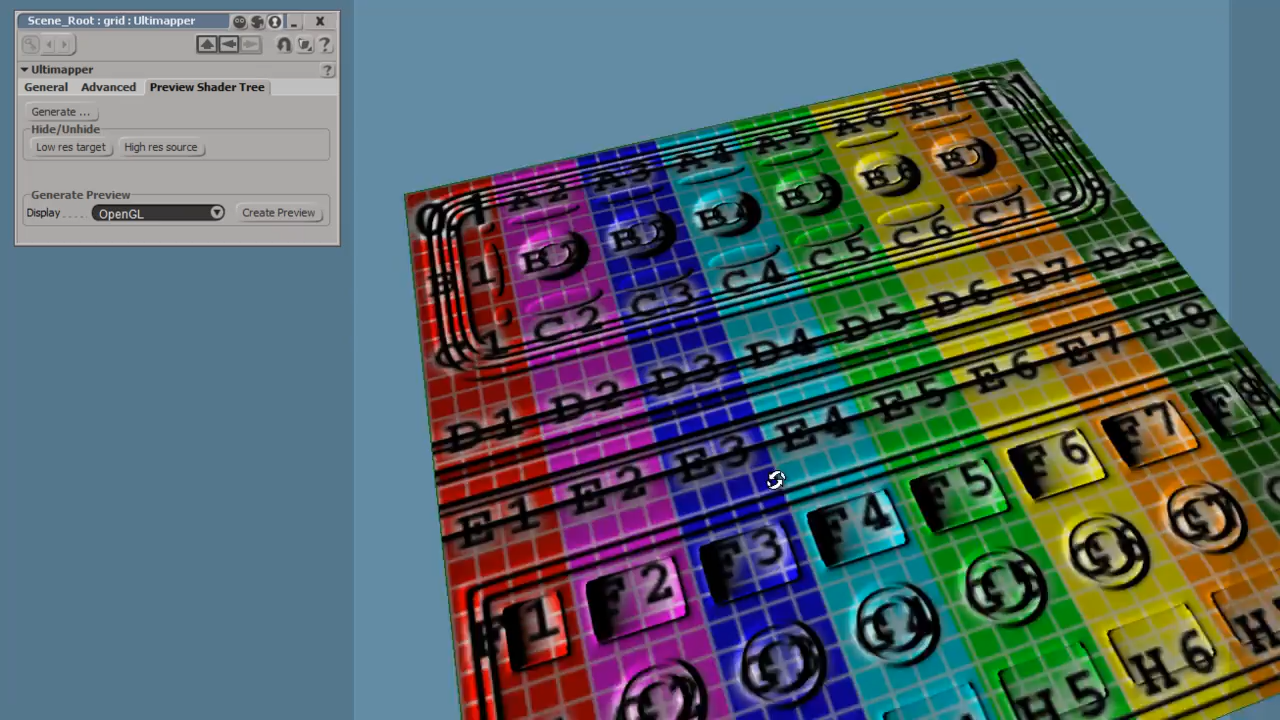 Scene_Root : grid : Ultimapper
Ultimapper
General Advanced Preview Shader Tree
Generate ...
Hide/Unhide
Low res target High res source
Generate Preview
Display .... OpenGL Create Preview
A2 A3 A4 A5 A6 A7
B 1
C2 C3 C4 C5 C6 C7
D1 D2 D3 D4 D5 D6 D7 D8
E1 E2 E3 E4 E5 E6 E7 E8
F1 F2 F3 F4 F5 F6 F7 F8
H5 H6